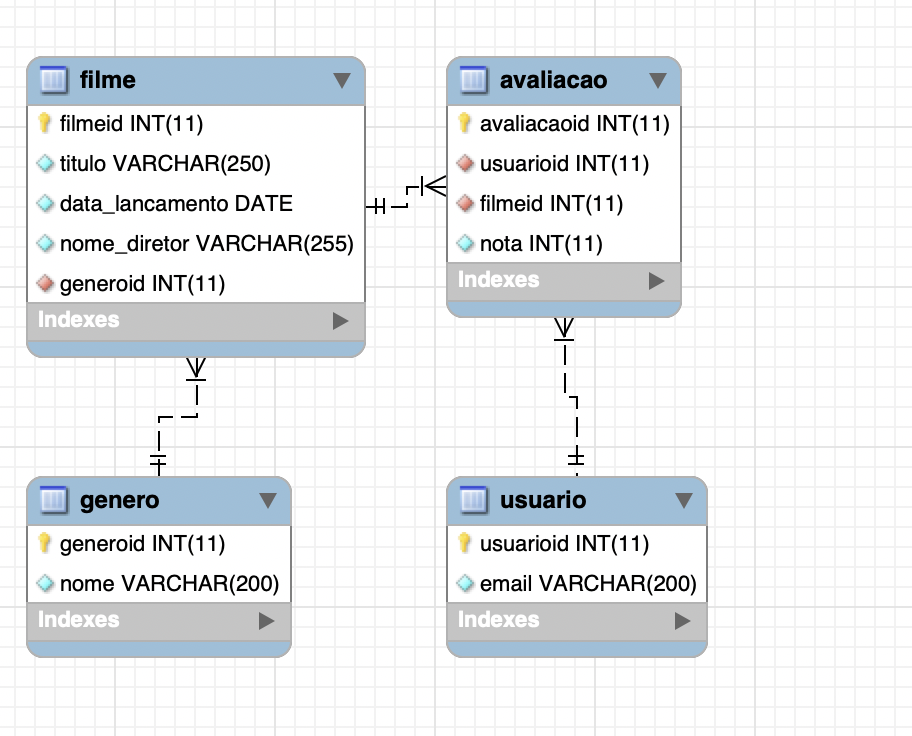 filme
filmeid INT(11)
titulo VARCHAR(250)
data_lancamento DATE
nome_diretor VARCHAR(255)
generoid INT(11)
Indexes
avaliacao
avaliacaoid INT(11)
usuarioid INT(11)
filmeid INT(11)
nota INT(11)
Indexes
genero
generoid INT(11)
nome VARCHAR(200)
Indexes
usuario
usuarioid INT(11)
email VARCHAR(200)
Indexes